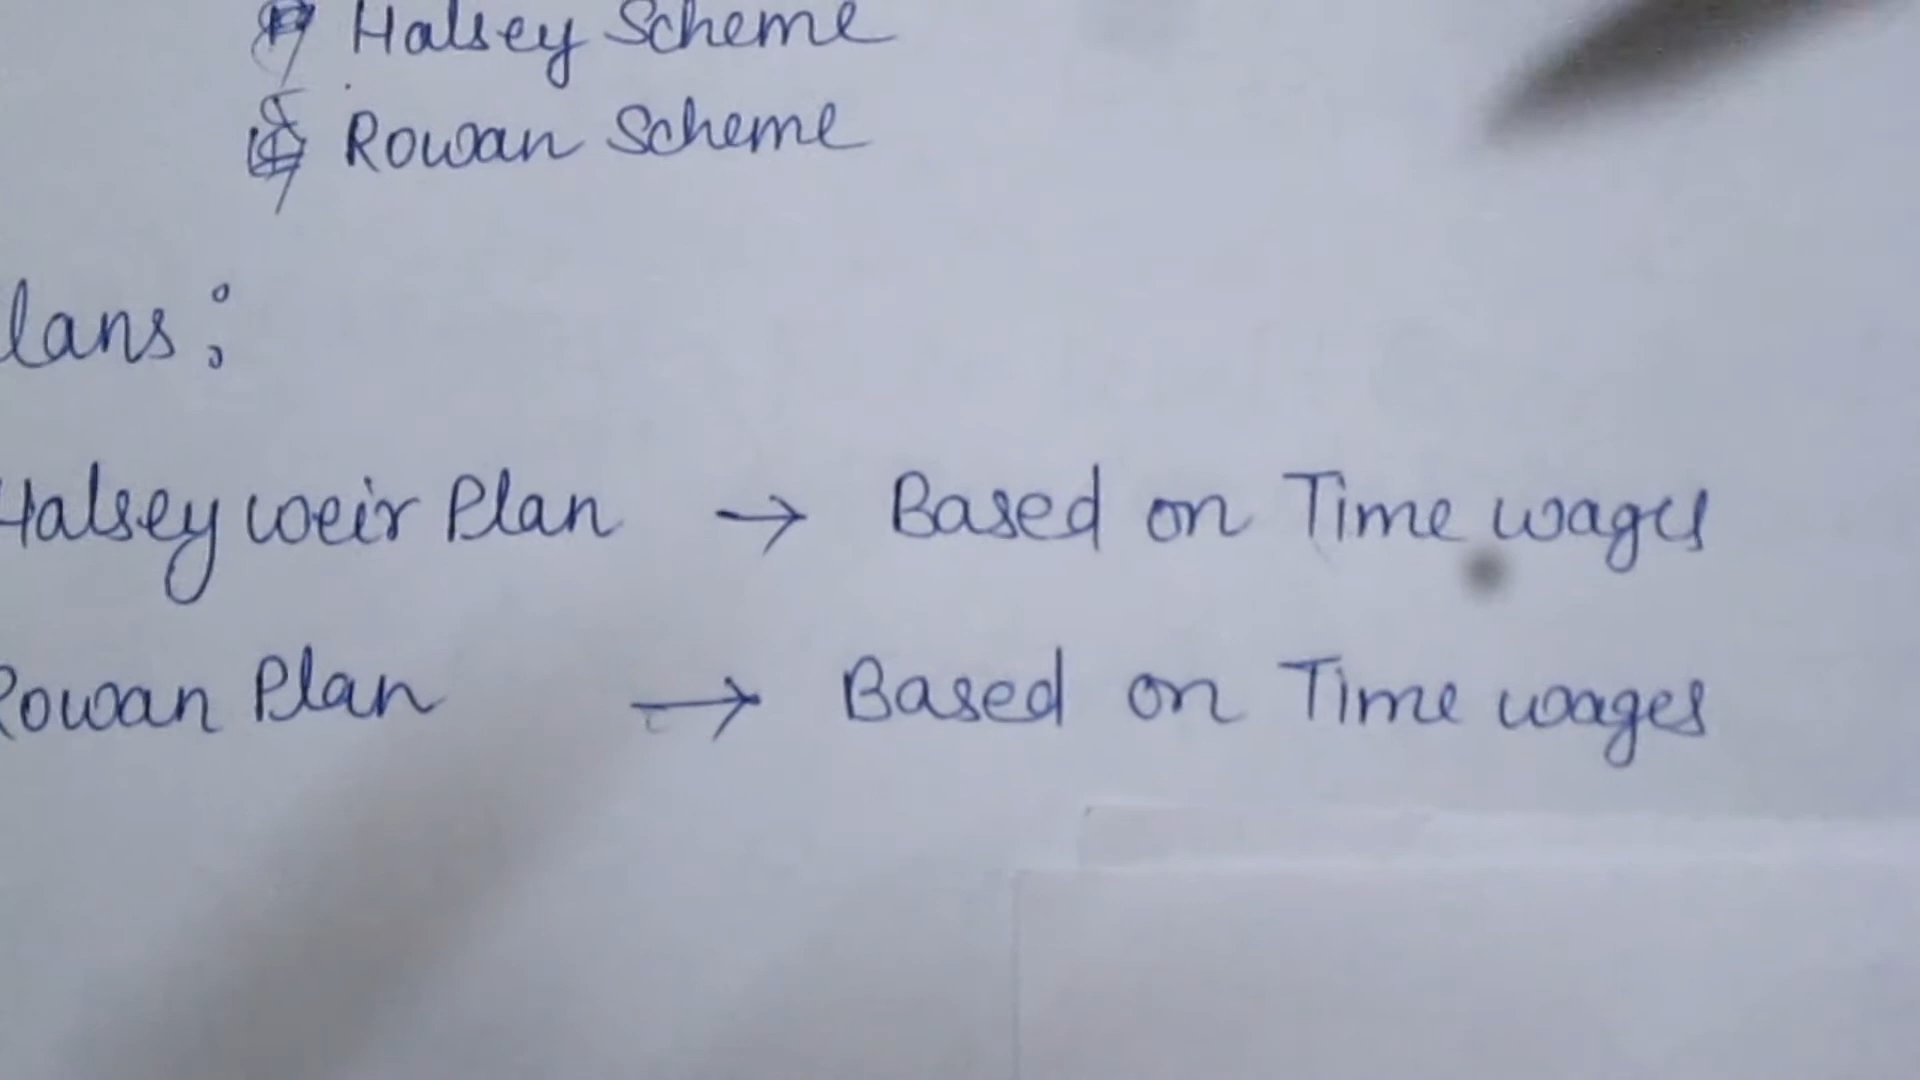 Halsey Scheme
Rowan Scheme
lans:
Halsey weir Plan → Based on Time wages
Rowan Plan → Based on Time wages